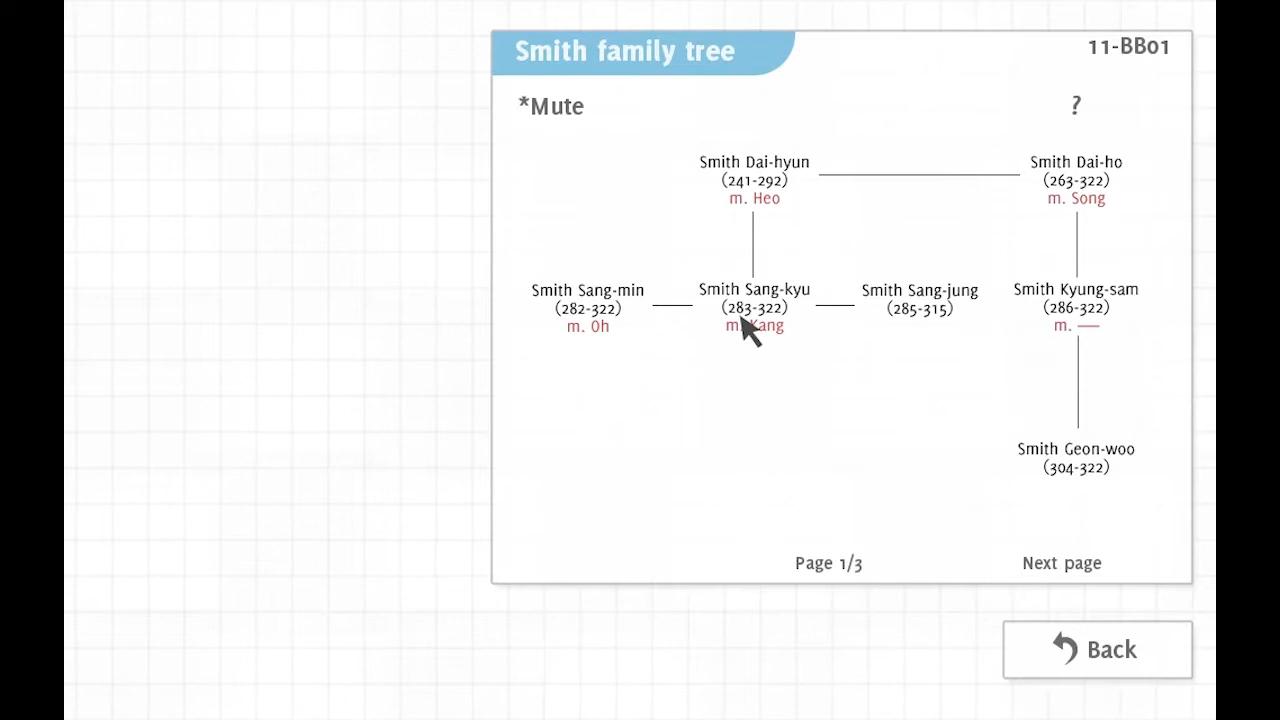 Smith family tree
11-BB01
*Mute
?
Smith Dai-hyun
(241-292)
m. Heo
Smith Dai-ho
(263-322)
m. Song
Smith Sang-min
(282-322)
m. Oh
Smith Sang-kyu
(283-322)
m. Kang
Smith Sang-jung
(285-315)
Smith Kyung-sam
(286-322)
m. ——
Smith Geon-woo
(304-322)
Page 1/3
Next page
Back